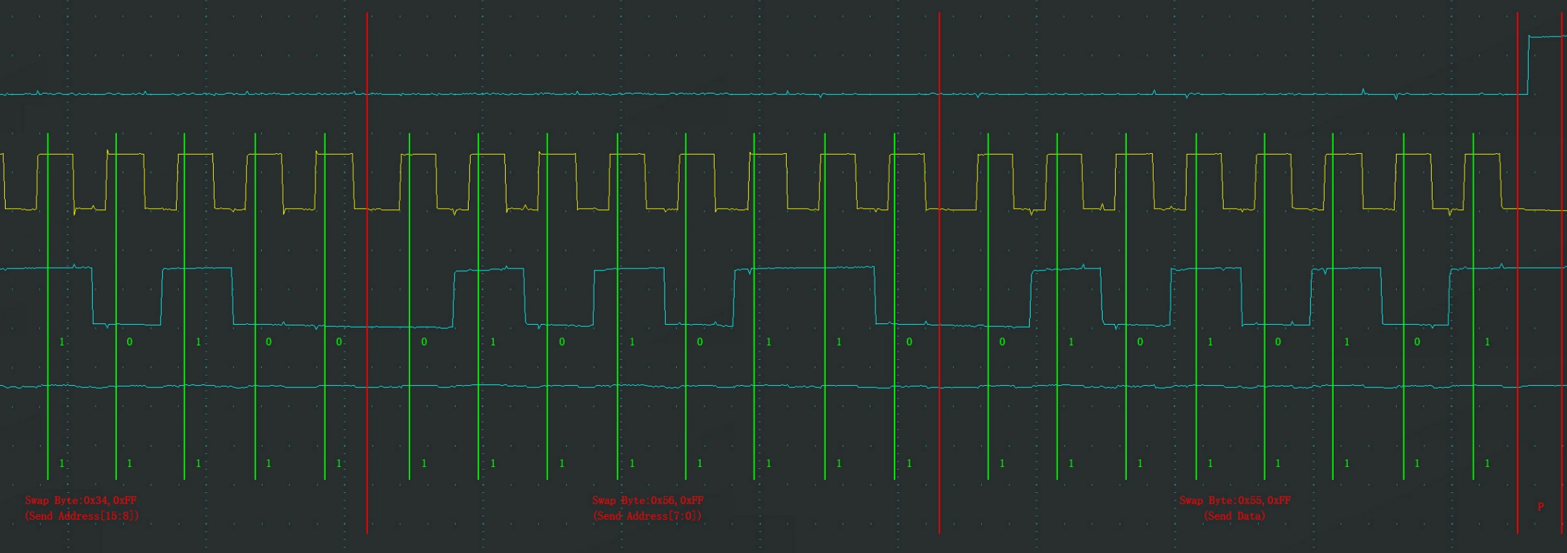 1 0 1 0 0 0 1 0 1 0 1 1 0 0 1 0 1 0 1 0 1
1 1 1 1 1 1 1 1 1 1 1 1 1 1 1 1 1 1 1 1 1
Swap Byte:0x34,0xFF Swap Byte:0x56,0xFF Swap Byte:0x55,0xFF
(Send Address[15:8]) (Send Address[7:0]) (Send Data) P